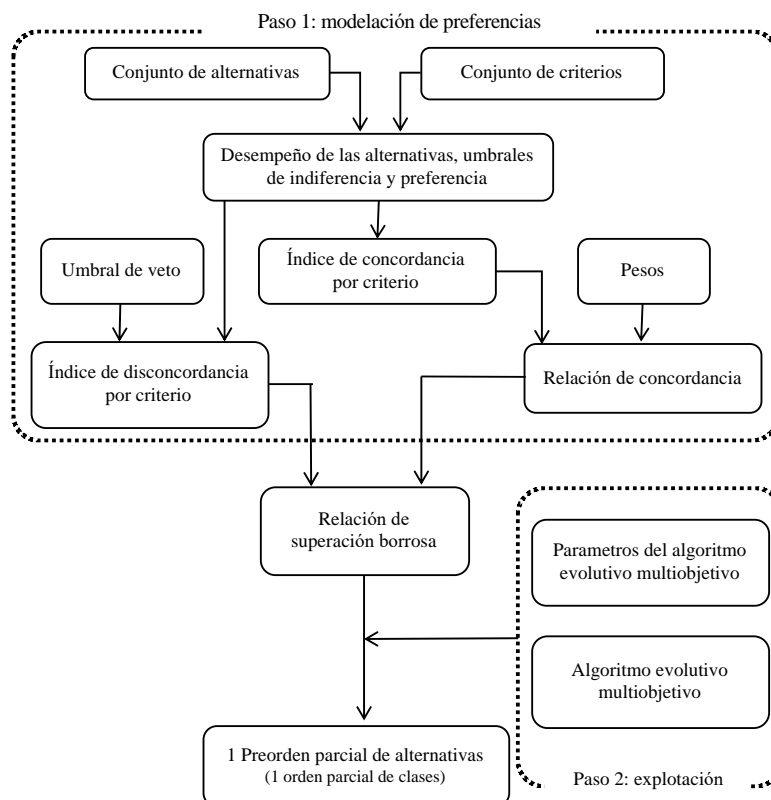 Paso 1: modelación de preferencias
Conjunto de alternativas
Conjunto de criterios
Desempeño de las alternativas, umbrales
de indiferencia y preferencia
Umbral de veto
Índice de concordancia
por criterio
Pesos
Índice de disconcordancia
por criterio
Relación de concordancia
Relación de
superación borrosa
Parametros del algoritmo
evolutivo multiobjetivo
Algoritmo evolutivo
multiobjetivo
1 Preorden parcial de alternativas
(1 orden parcial de clases)
Paso 2: explotación